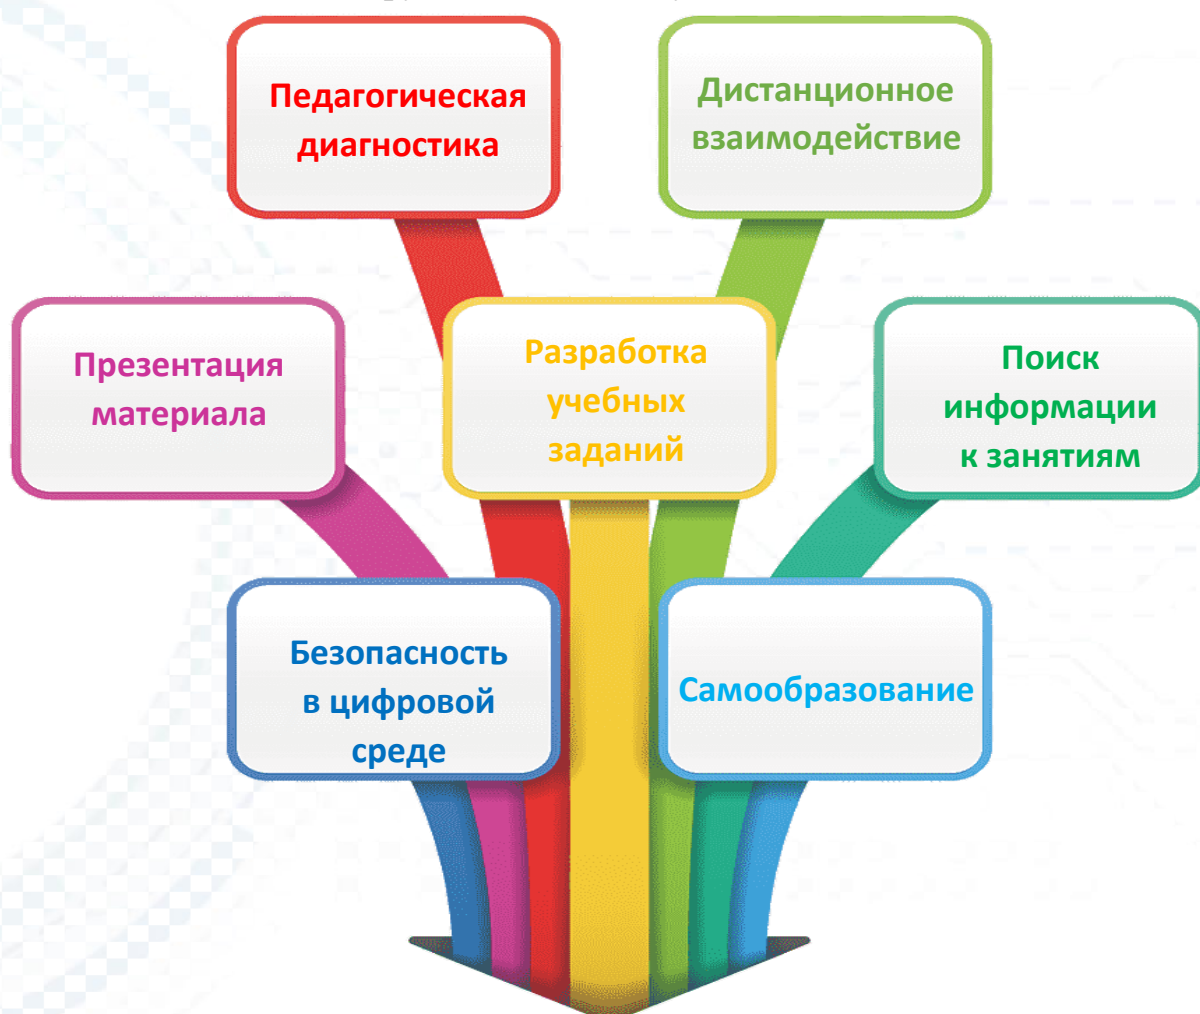 Педагогическая
диагностика
Дистанционное
взаимодействие
Презентация
материала
Разработка
учебных
заданий
Поиск
информации
к занятиям
Безопасность
в цифровой
среде
Самообразование